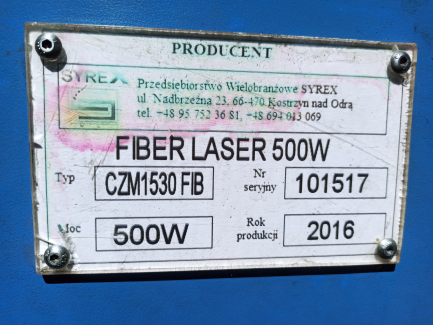 PRODUCENT
SYREX
Przedsiębiorstwo Wielobranżowe SYREX
ul. Nadbrzeżna 23, 66-470 Kostrzyn nad Odrą
tel. +48 95 752 36 81, +48 694 013 069
FIBER LASER 500W
Typ CZM1530 FIB Nr seryjny 101517
Moc 500W Rok produkcji 2016